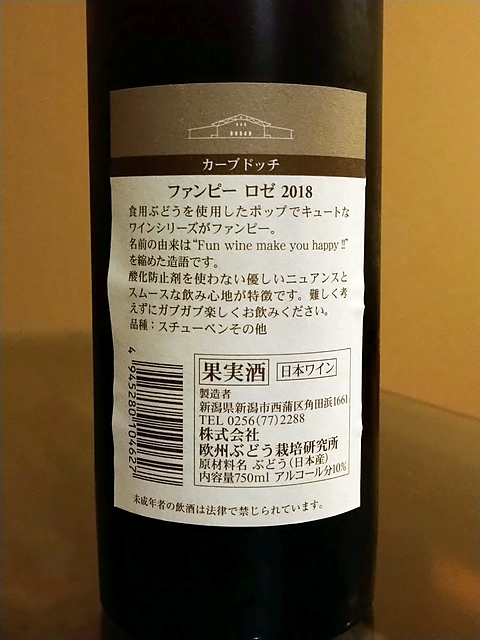 カーブドッチ
ファンピー ロゼ 2018
食用ぶどうを使用したポップでキュートな
ワインシリーズがファンピー。
名前の由来は“Fun wine make you happy !!”
を縮めた造語です。
酸化防止剤を使わない優しいニュアンスと
スムースな飲み心地が特徴です。難しく考
えずにガブガブ楽しくお飲みください。
品種：スチューベンその他
4 945280 104627
果実酒 日本ワイン
製造者
新潟県新潟市西蒲区角田浜1661
TEL 0256(77)2288
株式会社
欧州ぶどう栽培研究所
原材料名 ぶどう(日本産)
内容量750ml アルコール分10%
未成年者の飲酒は法律で禁じられています。